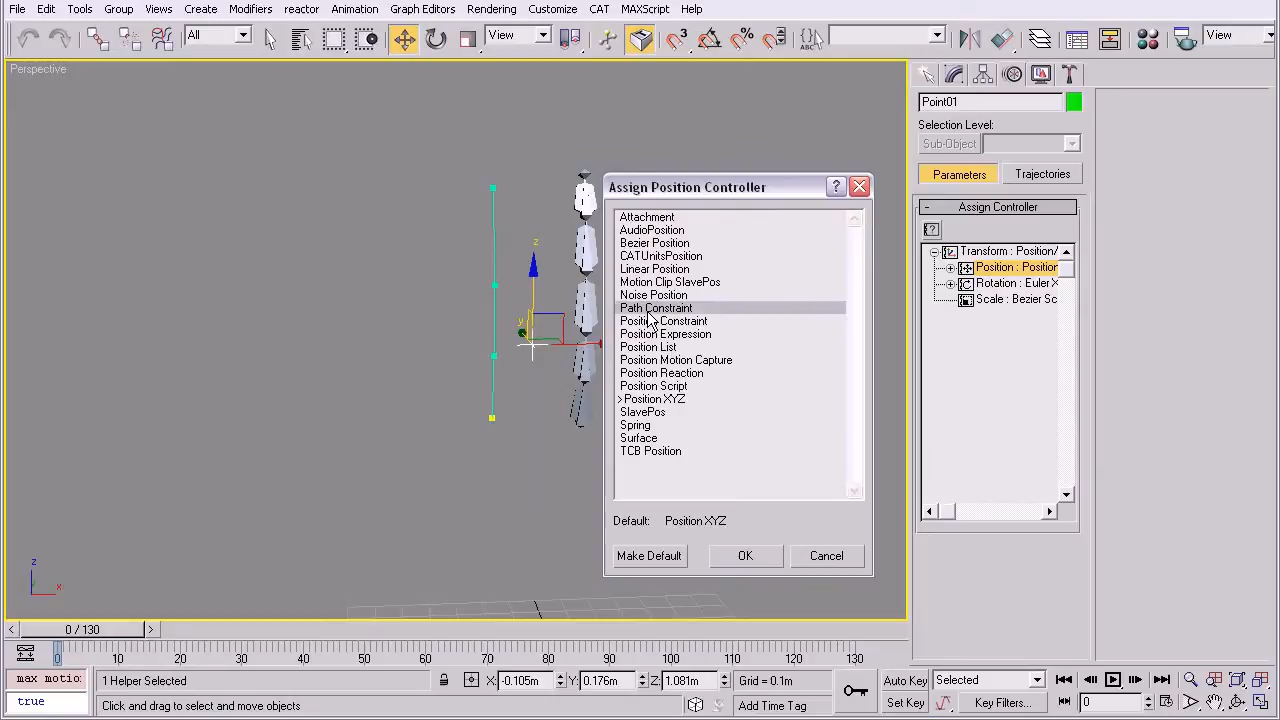 File Edit Tools Group Views Create Modifiers reactor Animation Graph Editors Rendering Customize CAT MAXScript Help
All View ABC View
Perspective
Point01
Selection Level:
Sub-Object
Parameters Trajectories
- Assign Controller
Transform : Position/
Position : Position
Rotation : Euler X
Scale : Bezier Sc
Assign Position Controller
Attachment
AudioPosition
Bezier Position
CATUnitsPosition
Linear Position
Motion Clip SlavePos
Noise Position
Path Constraint
Position Constraint
Position Expression
Position List
Position Motion Capture
Position Reaction
Position Script
>Position XYZ
SlavePos
Spring
Surface
TCB Position
Default: Position XYZ
Make Default OK Cancel
z
y
z
x
< 0 / 130 >
0 10 20 30 40 50 60 70 80 90 100 110 120 130
max motio
true
1 Helper Selected X: -0.105m Y: 0.176m Z: 1.081m Grid = 0.1m Auto Key Selected
Click and drag to select and move objects Add Time Tag Set Key Key Filters... 0